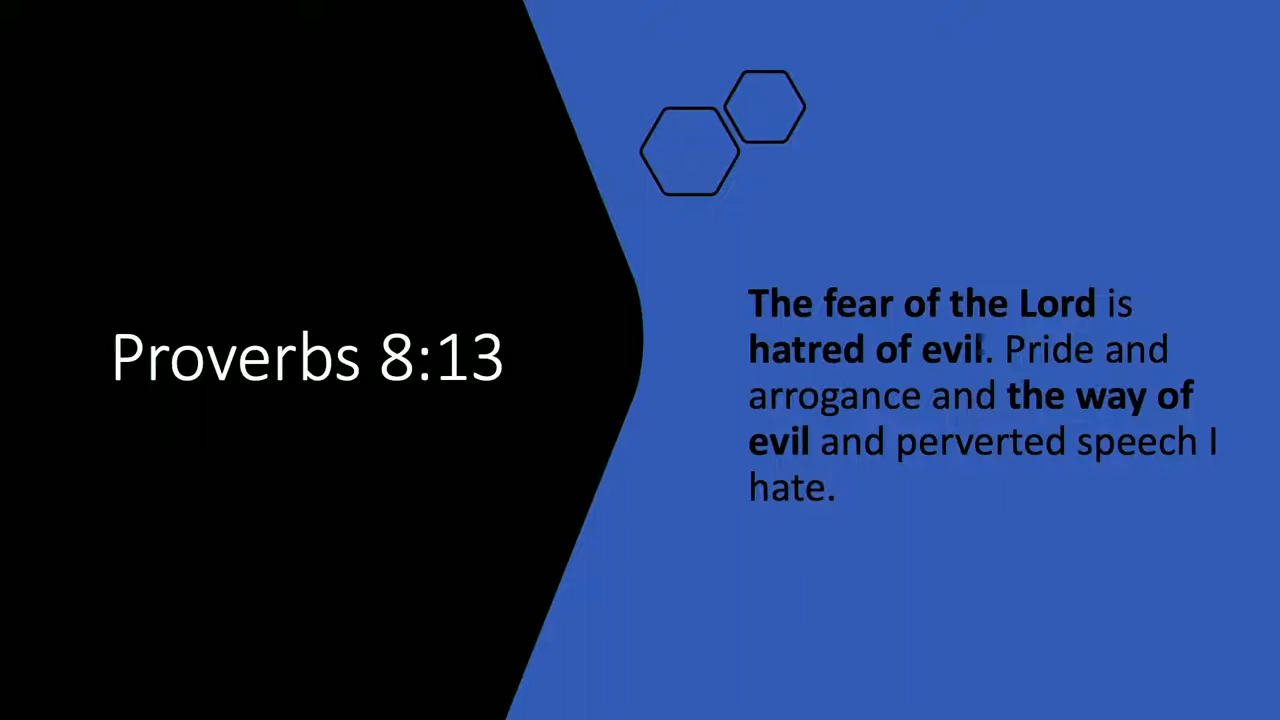 Proverbs 8:13
The fear of the Lord is
hatred of evil. Pride and
arrogance and the way of
evil and perverted speech I
hate.